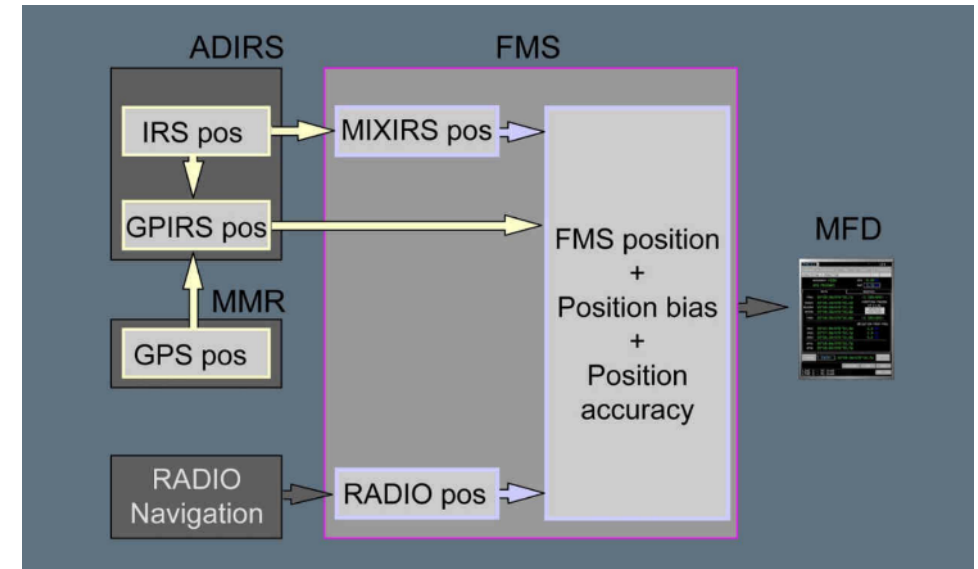 ADIRS
FMS
IRS pos
MIXIRS pos
GPIRS pos
MFD
FMS position
+
Position bias
+
Position
accuracy
MMR
GPS pos
RADIO
Navigation
RADIO pos